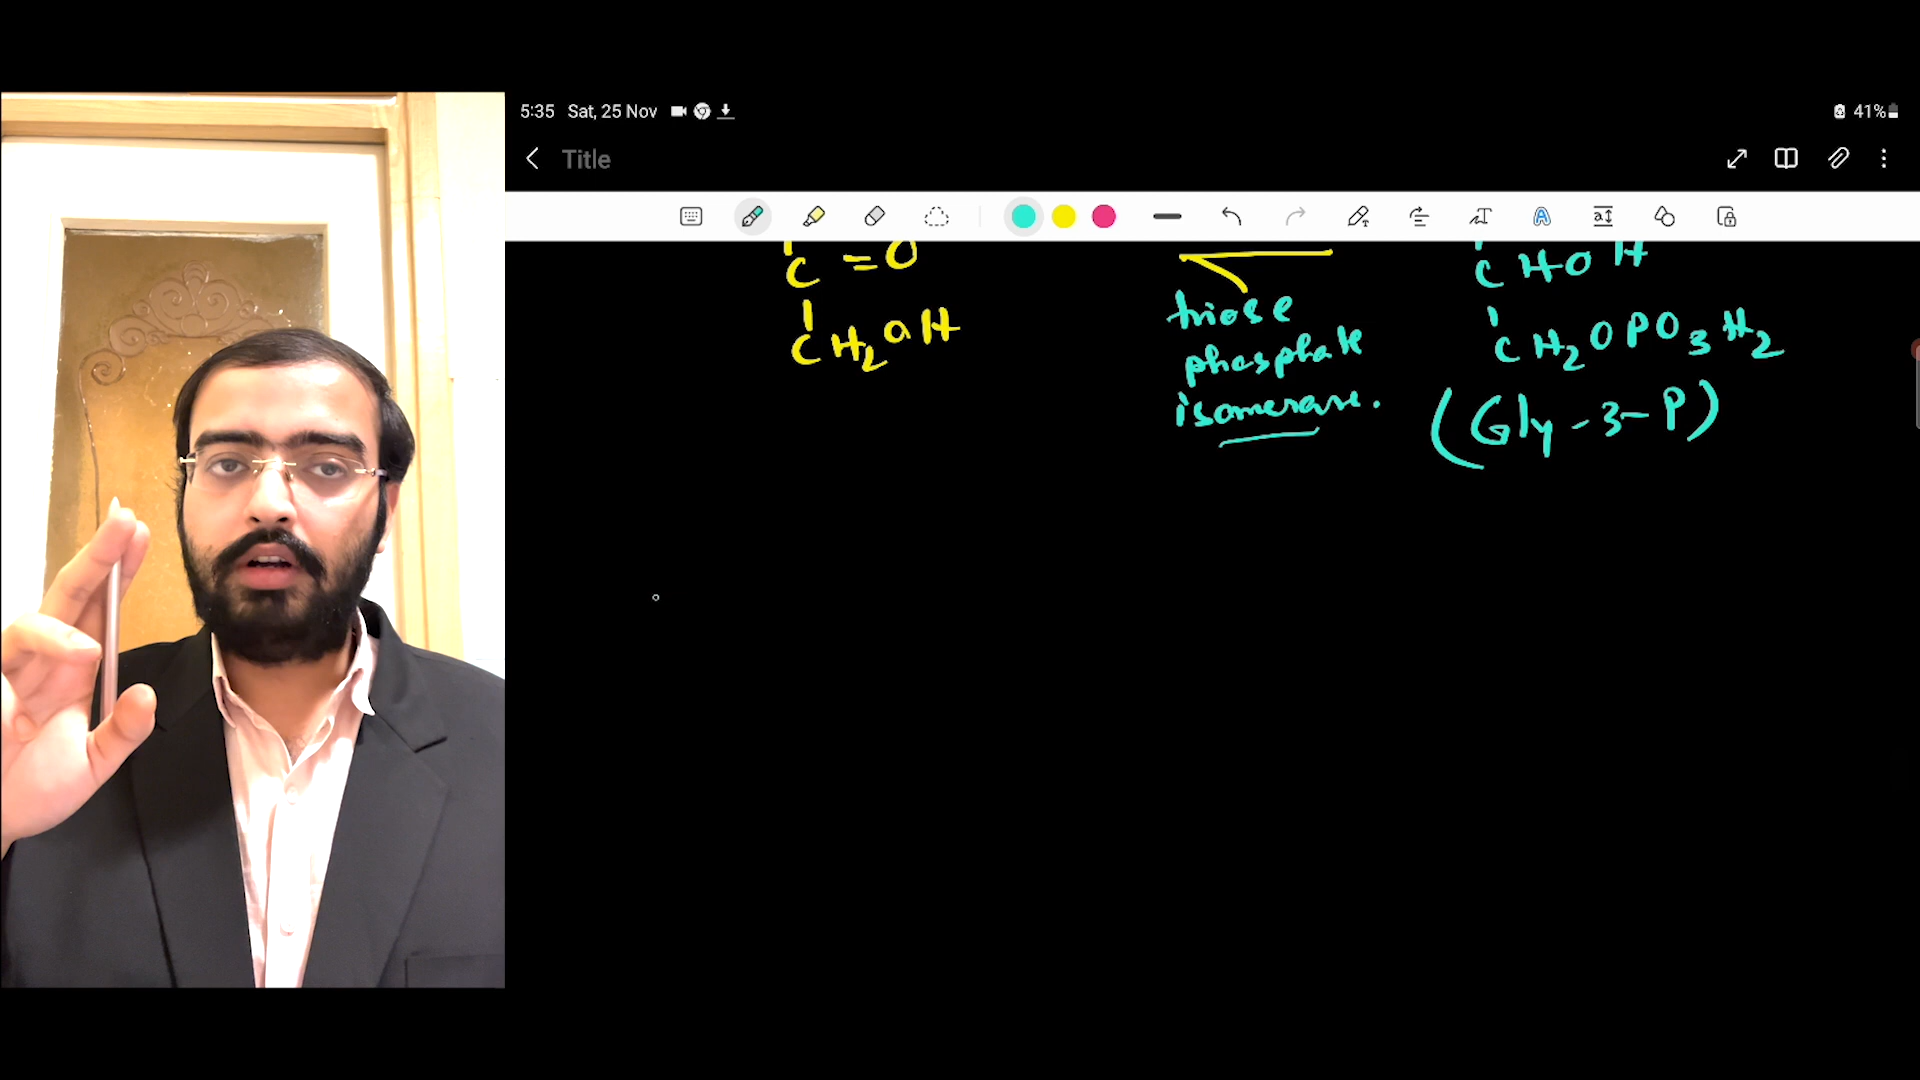 5:35 Sat, 25 Nov 41%
Title
C=O
CH2OH
triose
phosphate
isomerase.
CHOH
CH2OPO3H2
(Gly-3-P)